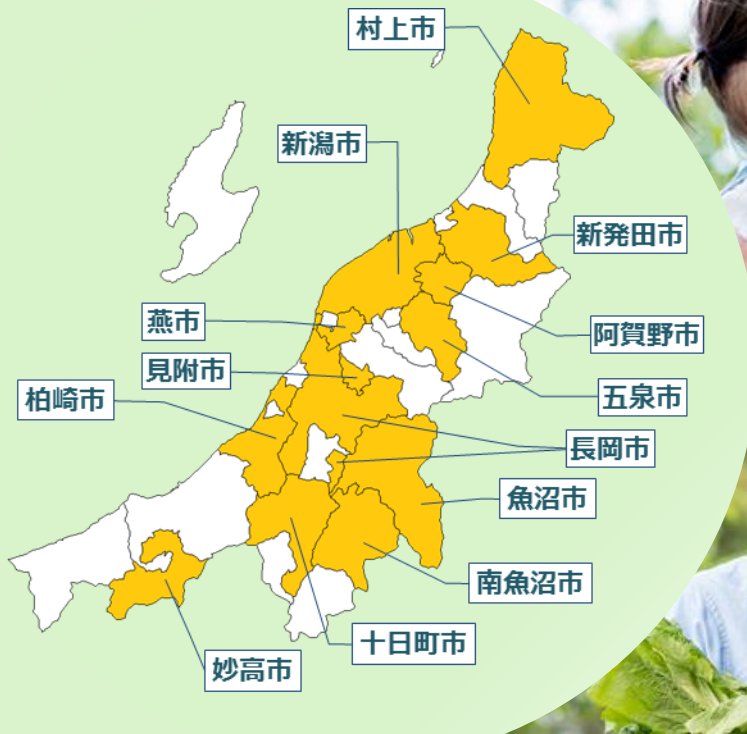 村上市
新潟市
新発田市
燕市
阿賀野市
見附市
柏崎市
五泉市
長岡市
魚沼市
南魚沼市
十日町市
妙高市